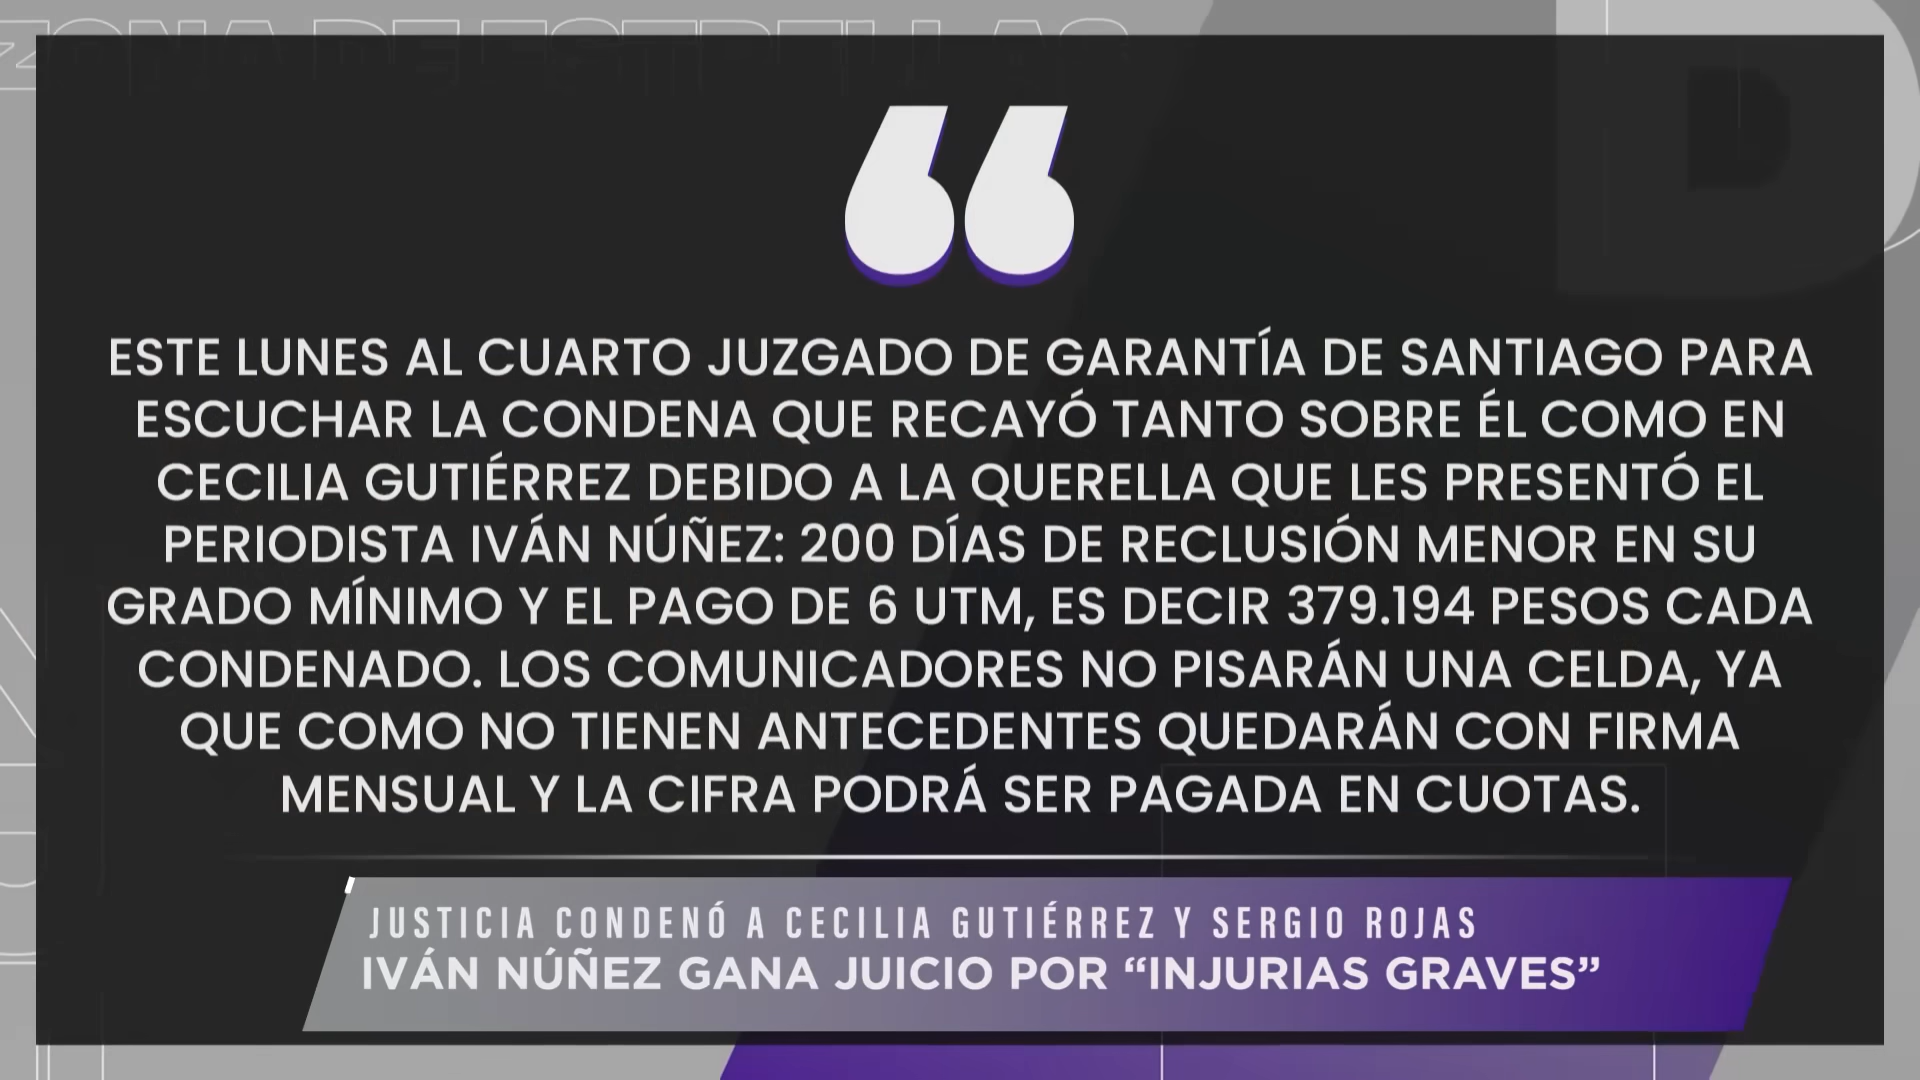 ZONA DE ESTRELLAS
ESTE LUNES AL CUARTO JUZGADO DE GARANTÍA DE SANTIAGO PARA
ESCUCHAR LA CONDENA QUE RECAYÓ TANTO SOBRE ÉL COMO EN
CECILIA GUTIÉRREZ DEBIDO A LA QUERELLA QUE LES PRESENTÓ EL
PERIODISTA IVÁN NÚÑEZ: 200 DÍAS DE RECLUSIÓN MENOR EN SU
GRADO MÍNIMO Y EL PAGO DE 6 UTM, ES DECIR 379.194 PESOS CADA
CONDENADO. LOS COMUNICADORES NO PISARÁN UNA CELDA, YA
QUE COMO NO TIENEN ANTECEDENTES QUEDARÁN CON FIRMA
MENSUAL Y LA CIFRA PODRÁ SER PAGADA EN CUOTAS.
JUSTICIA CONDENÓ A CECILIA GUTIÉRREZ Y SERGIO ROJAS
IVÁN NÚÑEZ GANA JUICIO POR “INJURIAS GRAVES”